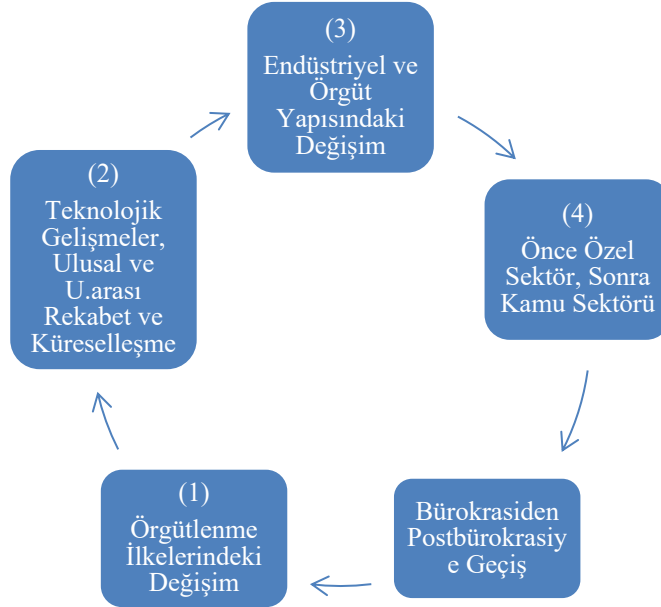 (3)
Endüstriyel ve
Örgüt
Yapısındaki
Değişim
(2)
Teknolojik
Gelişmeler,
Ulusal ve
U.arası
Rekabet ve
Küreselleşme
(4)
Önce Özel
Sektör, Sonra
Kamu Sektörü
(1)
Örgütlenme
İlkelerindeki
Değişim
Bürokrasiden
Postbürokrasiy
e Geçiş